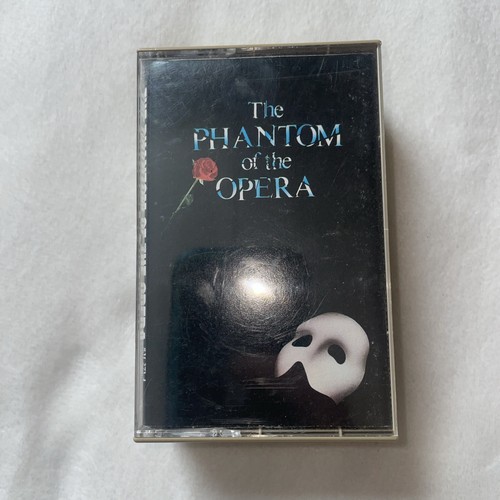 The
PHANTOM
of the
OPERA